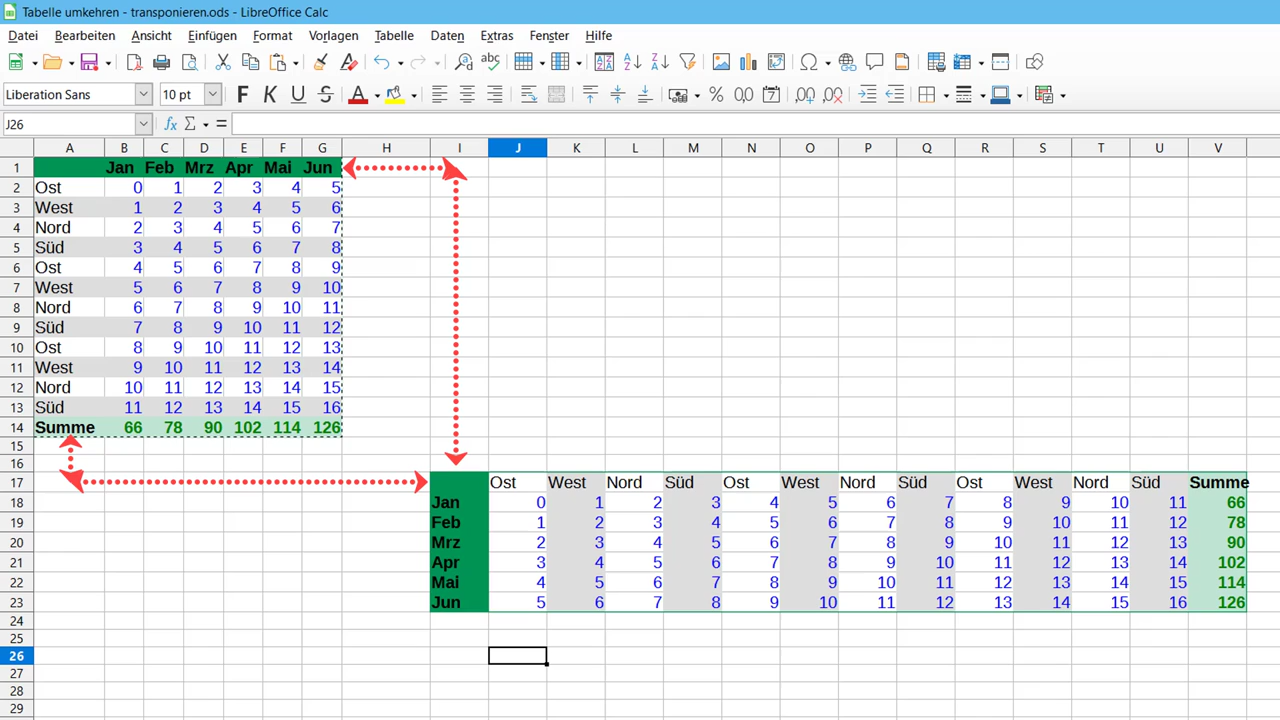 Tabelle umkehren - transponieren.ods - LibreOffice Calc
Datei Bearbeiten Ansicht Einfügen Format Vorlagen Tabelle Daten Extras Fenster Hilfe
Liberation Sans 10 pt F K U S
J26
A B C D E F G H I J K L M N O P Q R S T U V
1 Jan Feb Mrz Apr Mai Jun
2 Ost 0 1 2 3 4 5
3 West 1 2 3 4 5 6
4 Nord 2 3 4 5 6 7
5 Süd 3 4 5 6 7 8
6 Ost 4 5 6 7 8 9
7 West 5 6 7 8 9 10
8 Nord 6 7 8 9 10 11
9 Süd 7 8 9 10 11 12
10 Ost 8 9 10 11 12 13
11 West 9 10 11 12 13 14
12 Nord 10 11 12 13 14 15
13 Süd 11 12 13 14 15 16
14 Summe 66 78 90 102 114 126
15
16
17 Ost West Nord Süd Ost West Nord Süd Ost West Nord Süd Summe
18 Jan 0 1 2 3 4 5 6 7 8 9 10 11 66
19 Feb 1 2 3 4 5 6 7 8 9 10 11 12 78
20 Mrz 2 3 4 5 6 7 8 9 10 11 12 13 90
21 Apr 3 4 5 6 7 8 9 10 11 12 13 14 102
22 Mai 4 5 6 7 8 9 10 11 12 13 14 15 114
23 Jun 5 6 7 8 9 10 11 12 13 14 15 16 126
24
25
26
27
28
29